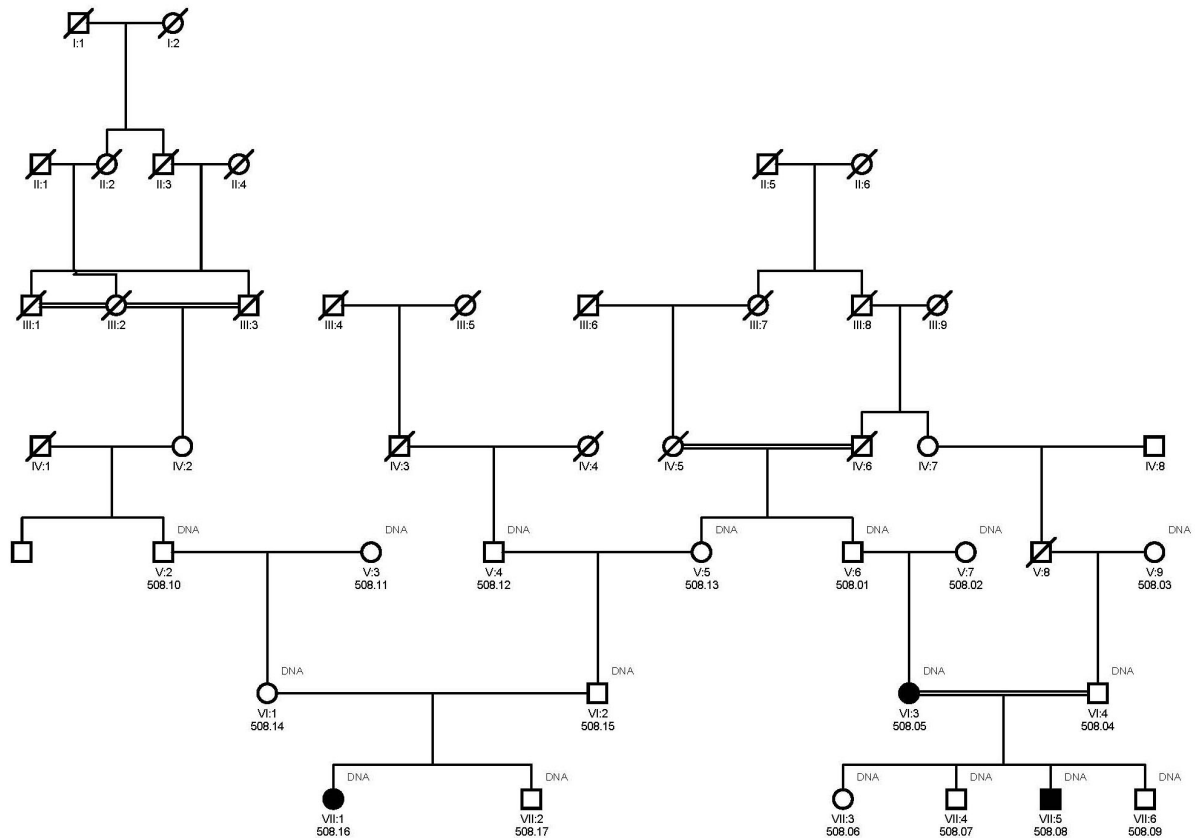 I:1 I:2
II:1 II:2 II:3 II:4 II:5 II:6
III:1 III:2 III:3 III:4 III:5 III:6 III:7 III:8 III:9
IV:1 IV:2 IV:3 IV:4 IV:5 IV:6 IV:7 IV:8
DNA DNA DNA DNA DNA DNA DNA
V:2 V:3 V:4 V:5 V:6 V:7 V:8 V:9
508.10 508.11 508.12 508.13 508.01 508.02 508.03
DNA DNA DNA DNA
VI:1 VI:2 VI:3 VI:4
508.14 508.15 508.05 508.04
DNA DNA DNA DNA DNA DNA
VII:1 VII:2 VII:3 VII:4 VII:5 VII:6
508.16 508.17 508.06 508.07 508.08 508.09